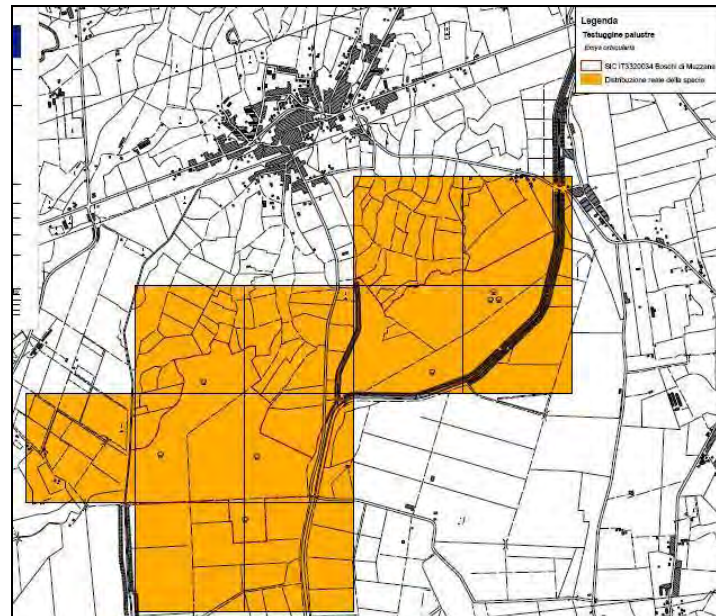 Legenda
Testuggine palustre
Emys orbicularis
SIC IT3320034 Boschi di Muzzana
Distribuzione reale della specie